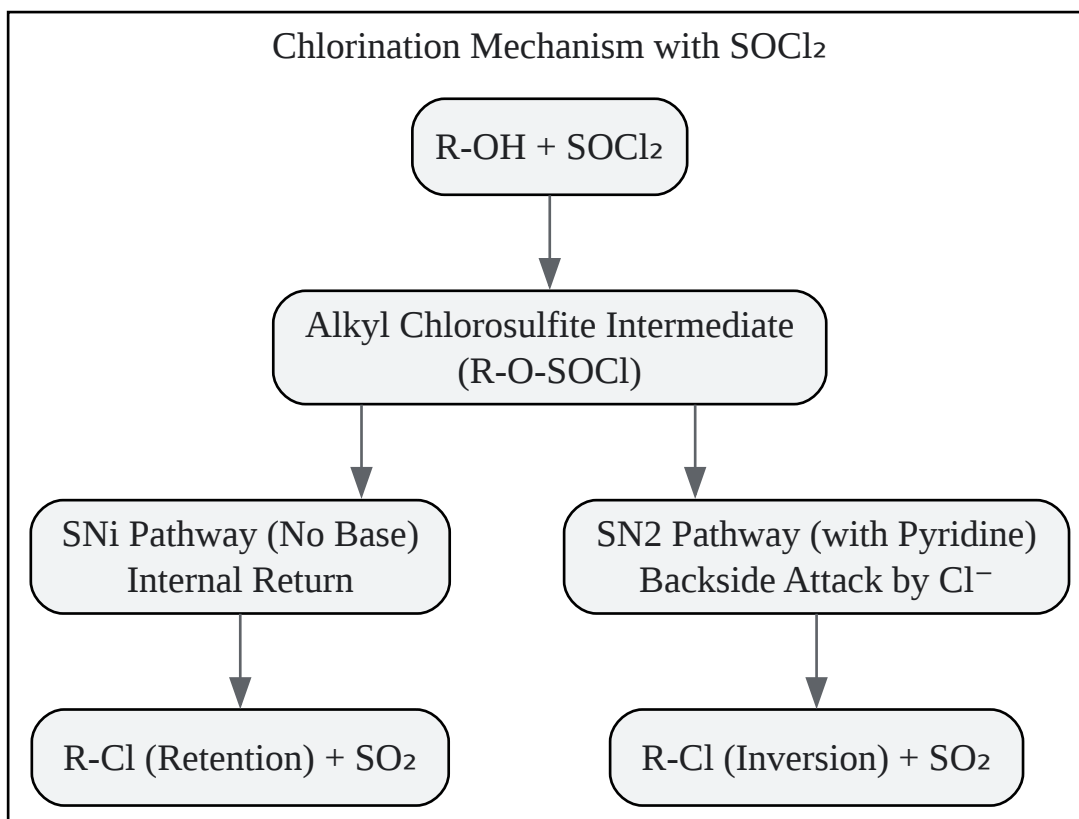 Chlorination Mechanism with SOCl₂
R-OH + SOCl₂
Alkyl Chlorosulfite Intermediate
(R-O-SOCl)
SNi Pathway (No Base)
Internal Return
SN2 Pathway (with Pyridine)
Backside Attack by Cl⁻
R-Cl (Retention) + SO₂
R-Cl (Inversion) + SO₂